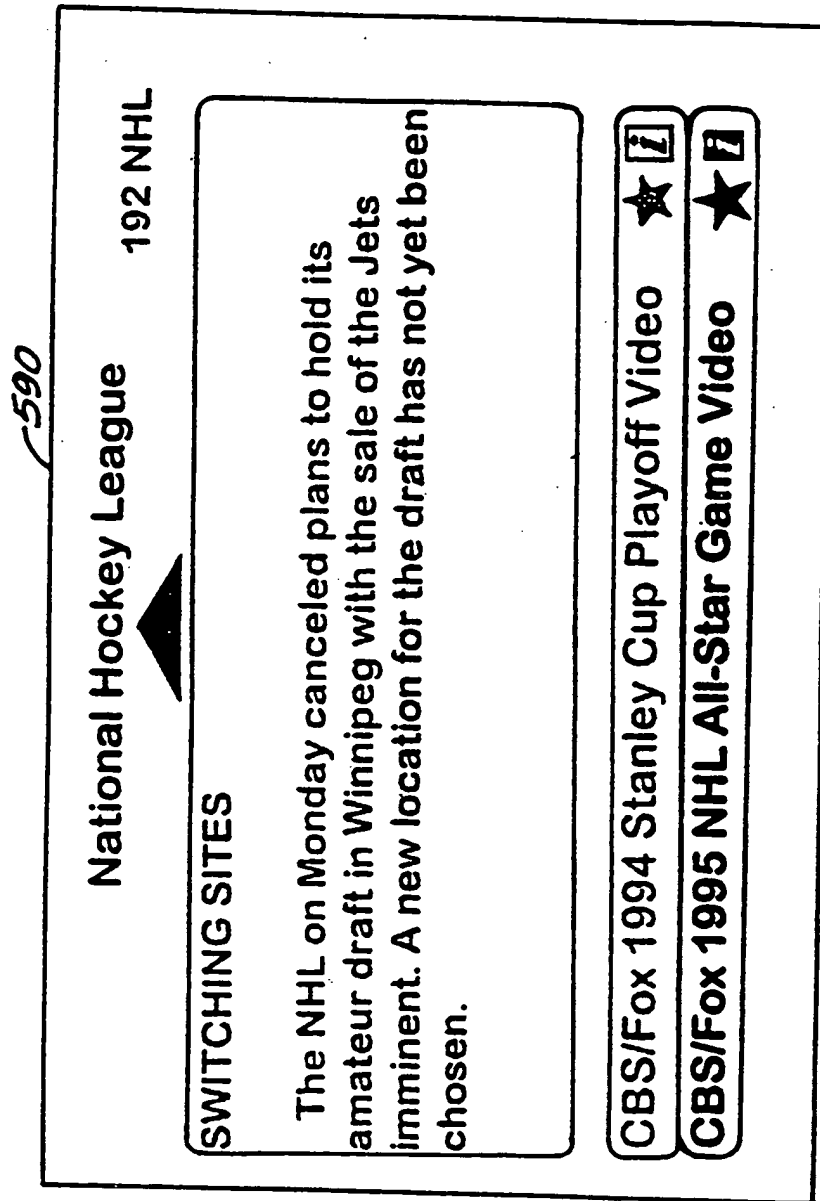 590
National Hockey League 192 NHL
SWITCHING SITES
The NHL on Monday canceled plans to hold its
amateur draft in Winnipeg with the sale of the Jets
imminent. A new location for the draft has not yet been
chosen.
CBS/Fox 1994 Stanley Cup Playoff Video i
CBS/Fox 1995 NHL All-Star Game Video i